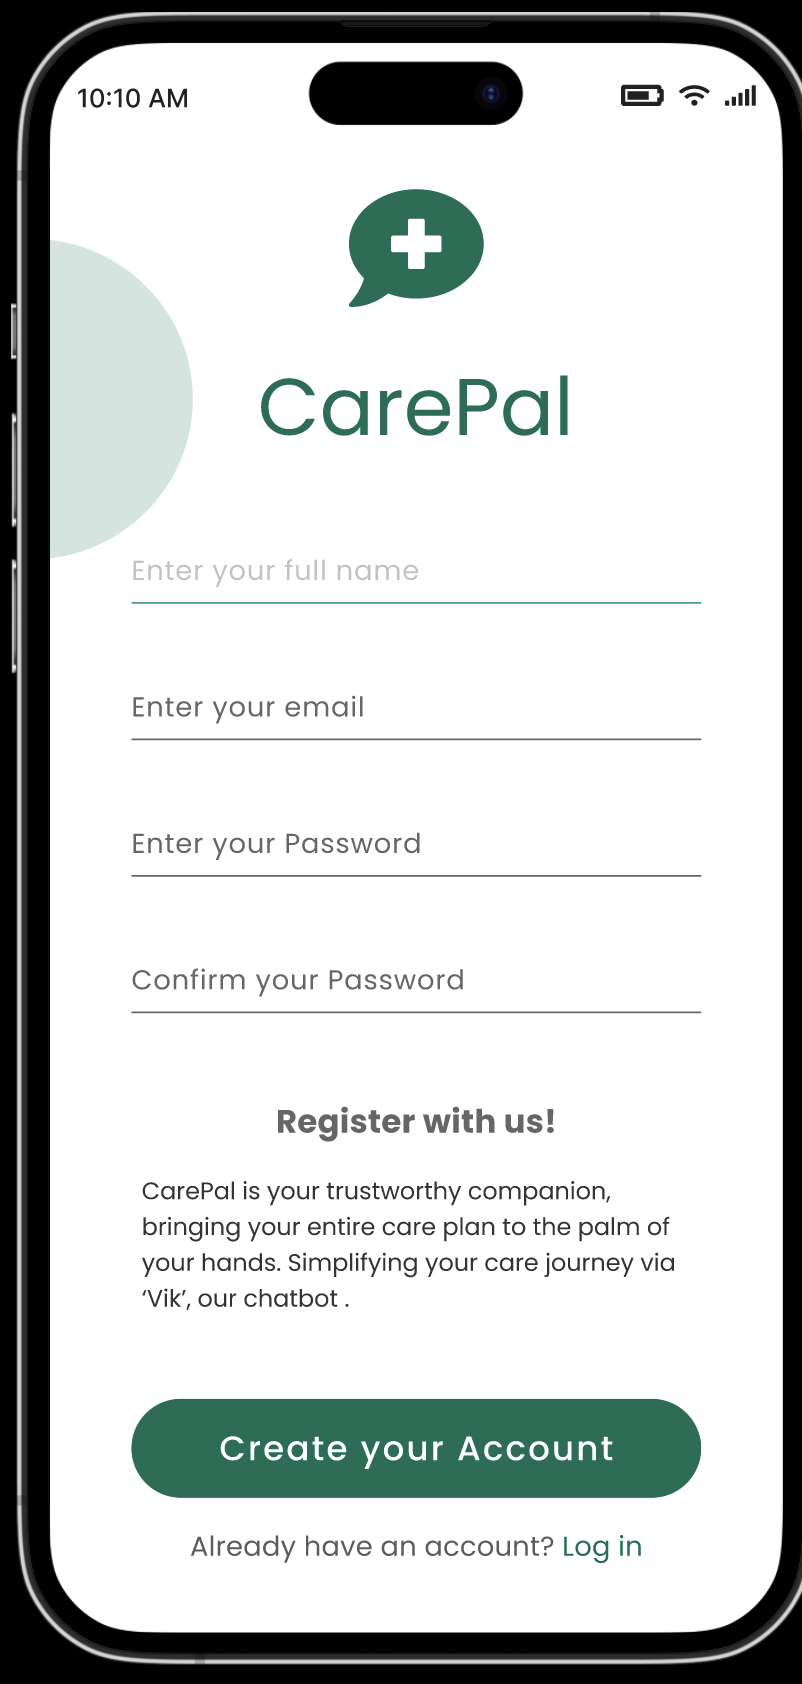 10:10 AM
CarePal
Enter your full name
Enter your email
Enter your Password
Confirm your Password
Register with us!
CarePal is your trustworthy companion,
bringing your entire care plan to the palm of
your hands. Simplifying your care journey via
‘Vik’, our chatbot .
Create your Account
Already have an account? Log in